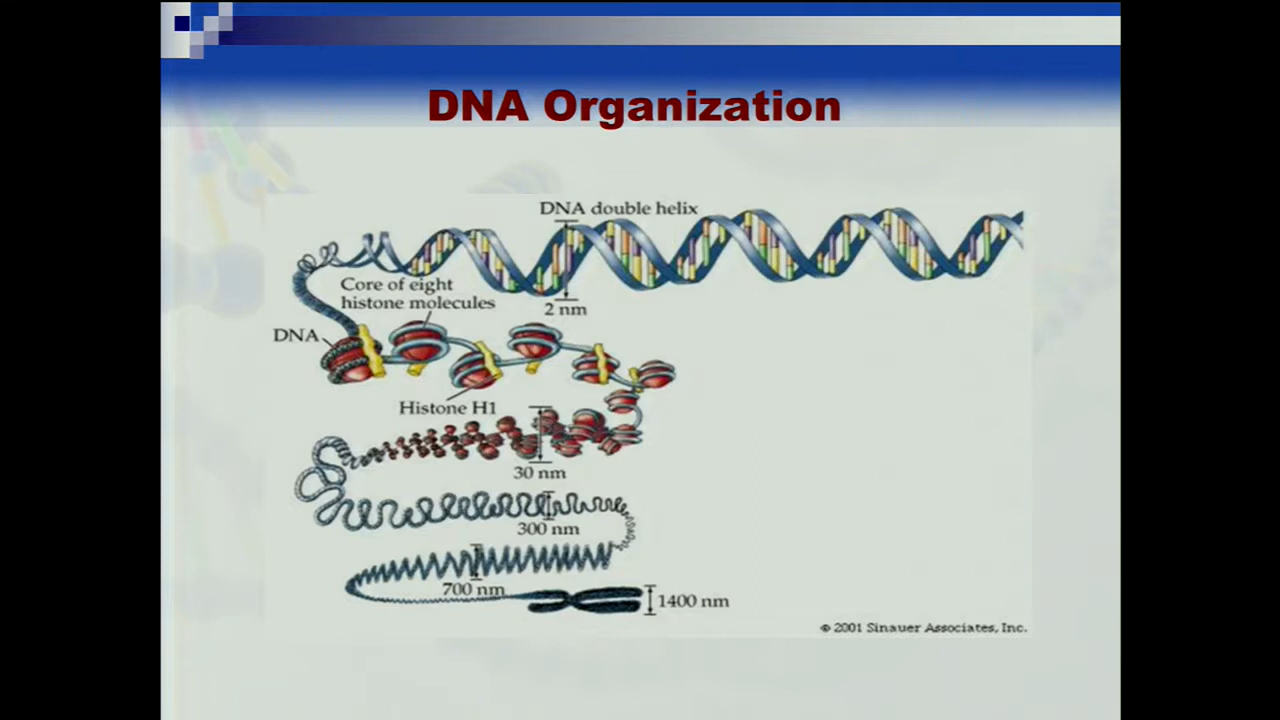 DNA Organization
DNA double helix
2 nm
Core of eight
histone molecules
DNA
Histone H1
30 nm
300 nm
700 nm
1400 nm
© 2001 Sinauer Associates, Inc.